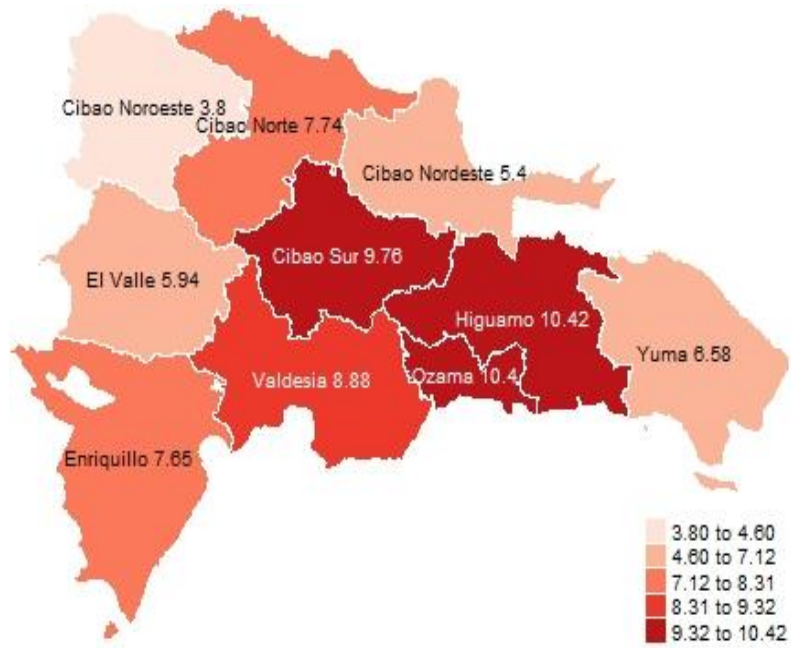 Cibao Noroeste 3.8
Cibao Norte 7.74
Cibao Nordeste 5.4
Cibao Sur 9.76
El Valle 5.94
Higuamo 10.42
Yuma 6.58
Valdesia 8.88
Ozama 10.4
Enriquillo 7.65
3.80 to 4.60
4.60 to 7.12
7.12 to 8.31
8.31 to 9.32
9.32 to 10.42